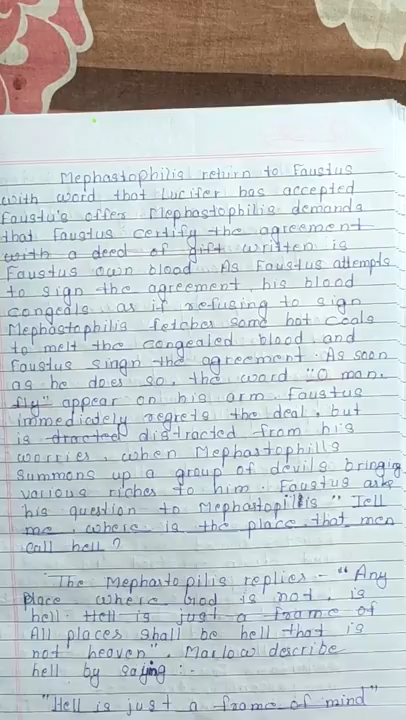 Mephastophilis return to Faustus
with word that Lucifer has accepted
Faustu's offer Mephastophilis demands
that Faustus certify the agreement
with a deed of gift written is
Faustus own blood. As Faustus attempts
to sign the agreement, his blood
congeals as if refusing to sign
Mephastophilis fetches some hot coals
to melt the congealed blood and
Faustus singn the agreement. As soon
as he does so, the word "O man,
fly" appear on his arm. Faustus
immediately regrets the deal, but
is dracted distracted from his
worries, when Mephastophills
summons up a group of devils bringing
various riches to him. Faustus asks
his question to Mephastopillis "Tell
me where is the place that men
call hell?
The Mephastopilis replies - "Any
place where God is not, is
hell. Hell is just a frame of
All places shall be hell that is
not heaven". Marlow describe
hell by saying :-
"Hell is just a frame of mind"